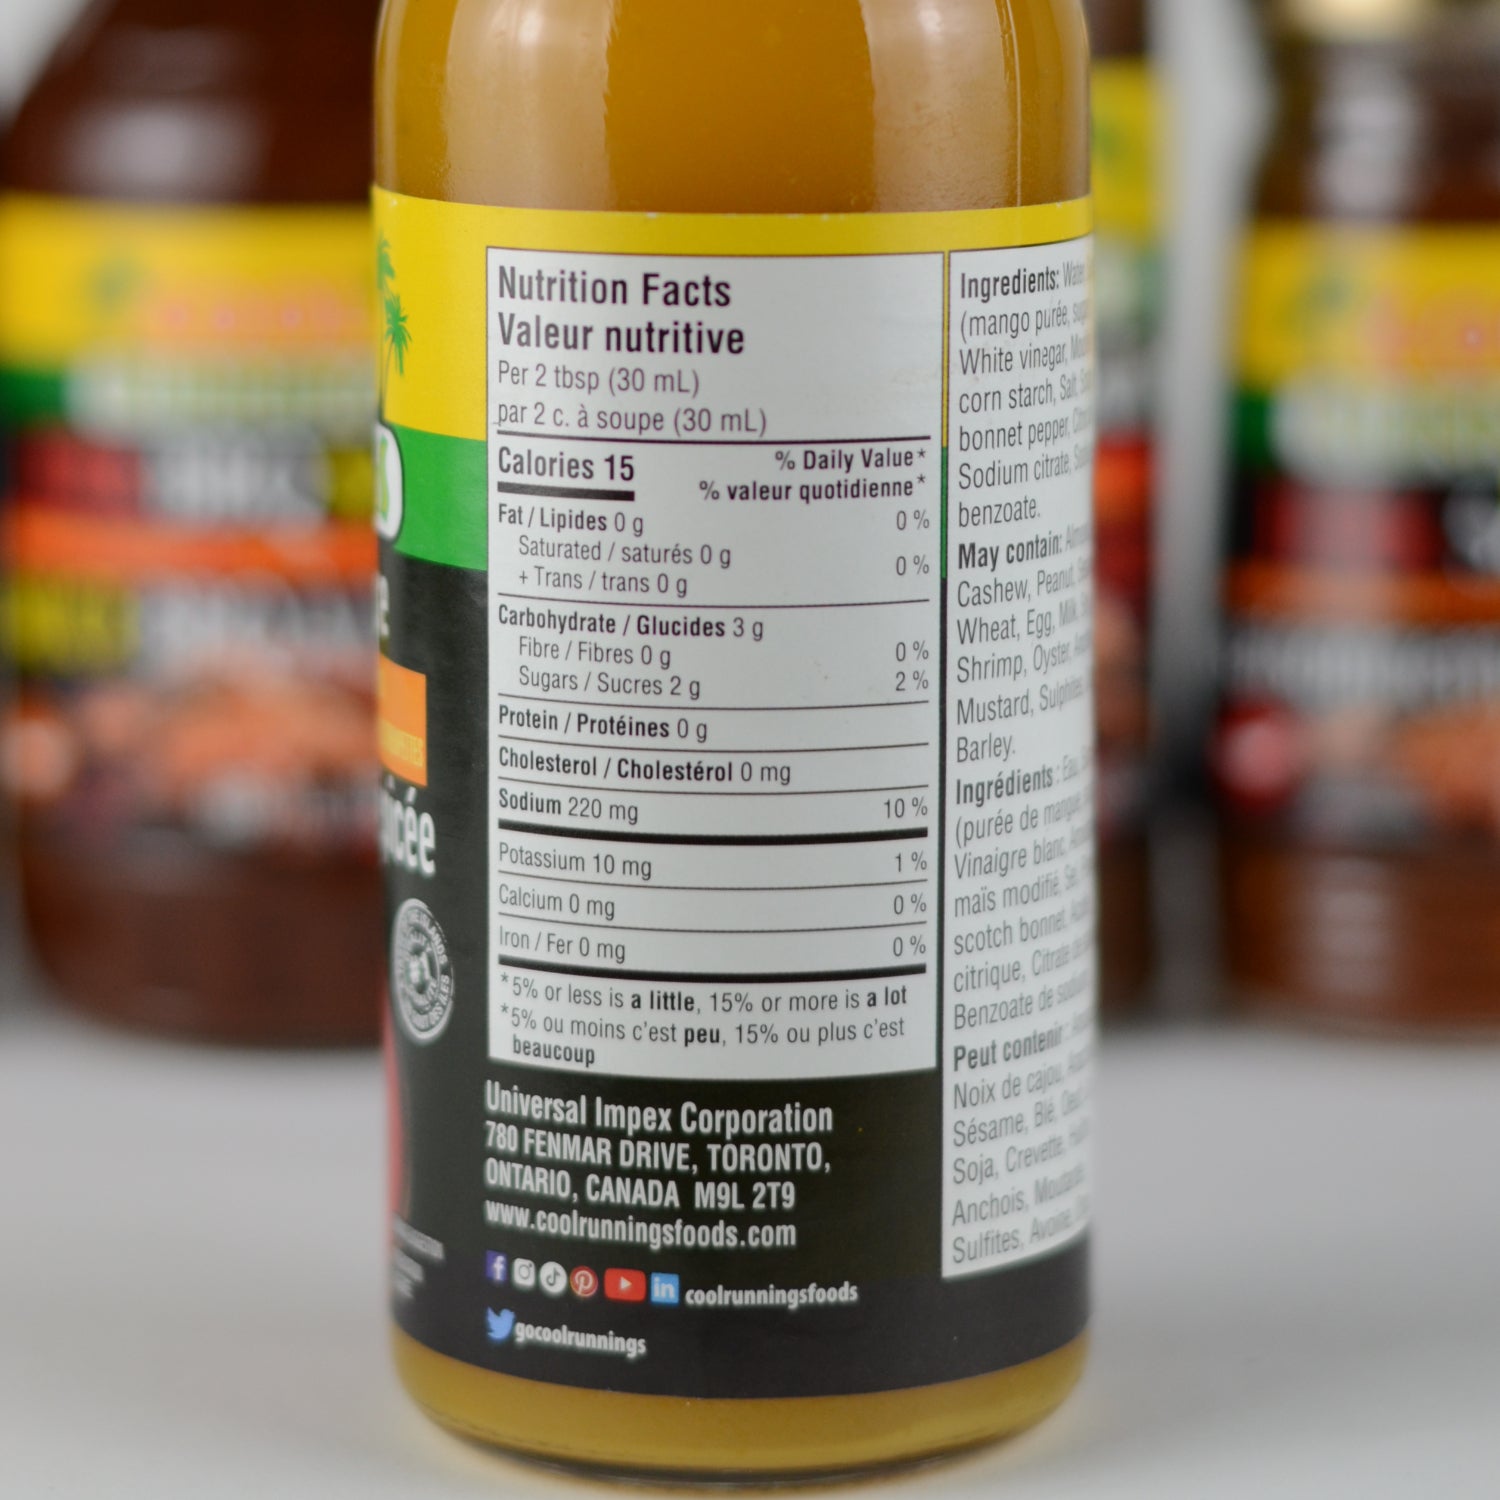 Nutrition Facts
Valeur nutritive
Per 2 tbsp (30 mL)
par 2 c. à soupe (30 mL)
Calories 15
% Daily Value*
% valeur quotidienne*
Fat / Lipides 0 g 0 %
Saturated / saturés 0 g
+ Trans / trans 0 g 0 %
Carbohydrate / Glucides 3 g
Fibre / Fibres 0 g 0 %
Sugars / Sucres 2 g 2 %
Protein / Protéines 0 g
Cholesterol / Cholestérol 0 mg
Sodium 220 mg 10 %
Potassium 10 mg 1 %
Calcium 0 mg 0 %
Iron / Fer 0 mg 0 %
*5% or less is a little, 15% or more is a lot
*5% ou moins c'est peu, 15% ou plus c'est
beaucoup
Universal Impex Corporation
780 FENMAR DRIVE, TORONTO,
ONTARIO, CANADA M9L 2T9
www.coolrunningsfoods.com
coolrunningsfoods
gocoolrunnings
Ingredients: Water
(mango purée,
White vinegar,
corn starch, Salt,
bonnet pepper,
Sodium citrate,
benzoate.
May contain:
Cashew, Peanut,
Wheat, Egg, Milk,
Shrimp, Oyster,
Mustard, Sulphites,
Barley.
Ingrédients : Eau,
(purée de mangue
Vinaigre blanc,
maïs modifié, Sel,
scotch bonnet,
citrique, Citrate de
Benzoate de sodium
Peut contenir :
Noix de cajou,
Sésame, Blé,
Soja, Crevette,
Anchois, Moutarde
Sulfites, Avoine,